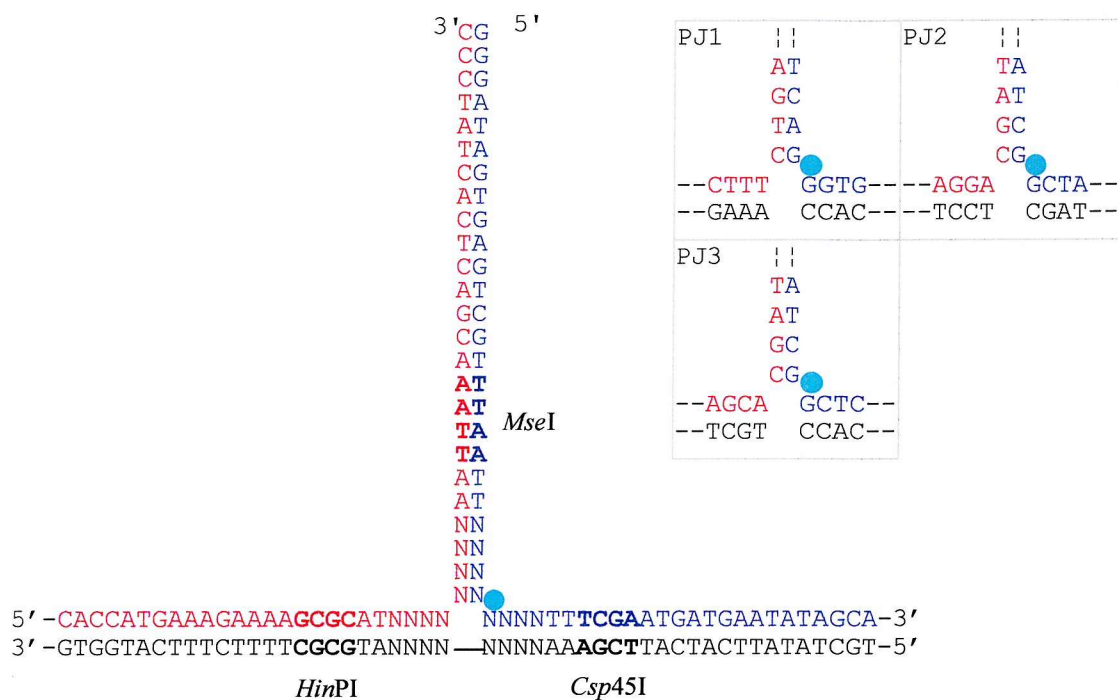 3' 5'
CG
CG
CG
TA
AT
TA
CG
AT
CG
TA
CG
AT
GC
CG
AT
AT
AT
TA
TA
AT
AT
NN
NN
NN
NN
MseI
5'-CACCATGAAAGAAAAGCGCATNNNN NNNNTTTCGAATGATGAATATAGCA-3'
3'-GTGGTACTTTCTTTTCGCGTANNNN—NNNNAAAGCTTACTACTTATATCGT-5'
HinPI Csp45I
PJ1
AT
GC
TA
CG
--CTTT GGTG--
--GAAA CCAC--
PJ2
TA
AT
GC
CG
--AGGA GCTA--
--TCCT CGAT--
PJ3
TA
AT
GC
CG
--AGCA GCTC--
--TCGT CCAC--